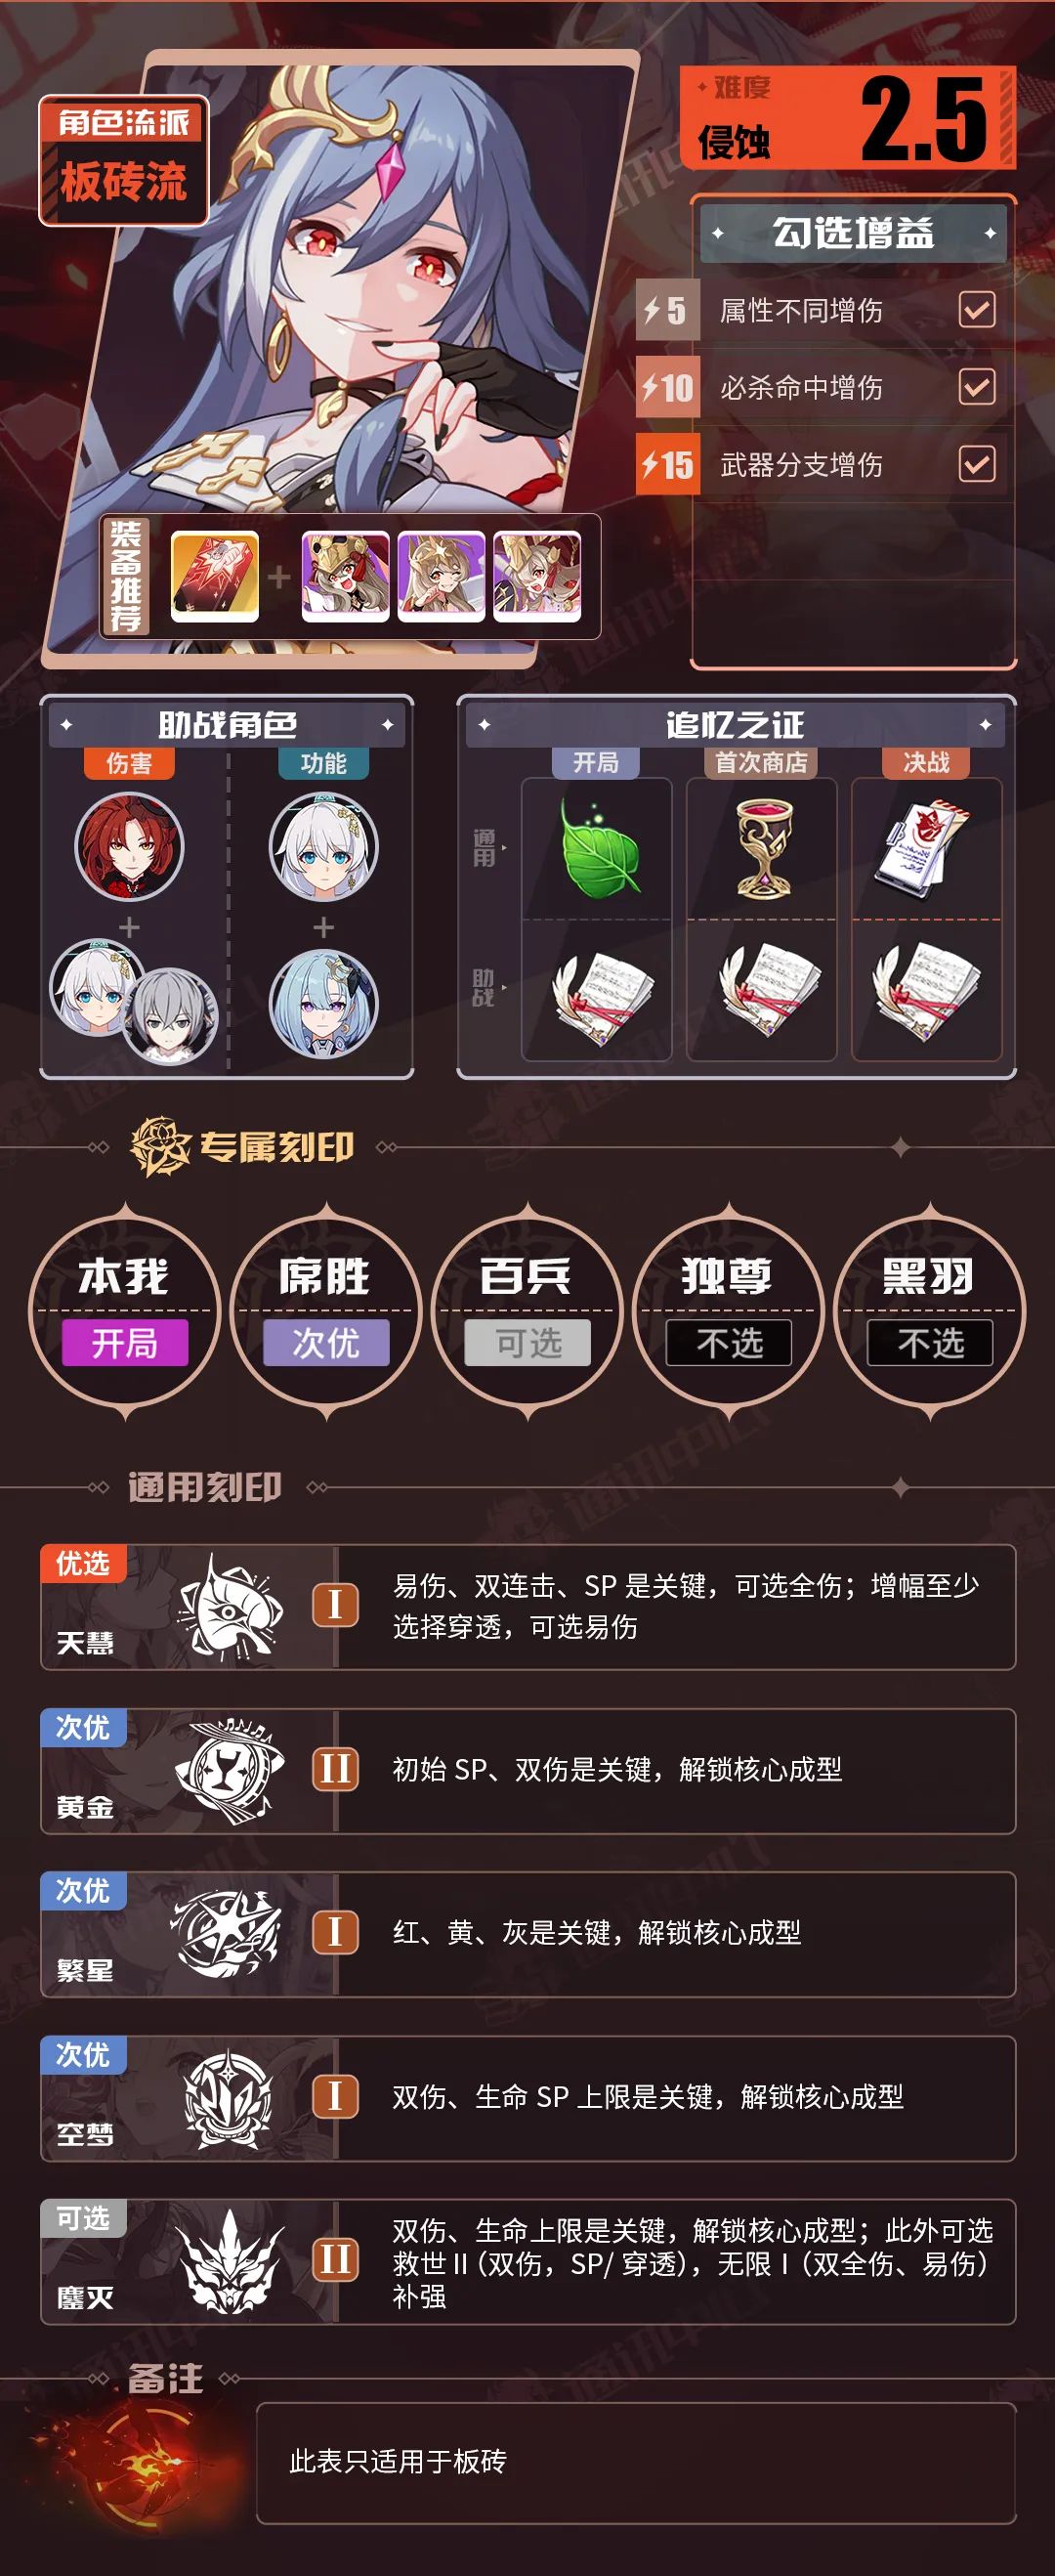 角色流派
板砖流
难度
侵蚀
2.5
勾选增益
5
属性不同增伤
10
必杀命中增伤
15
武器分支增伤
装备推荐
助战角色
伤害
功能
追忆之证
开局
首次商店
决战
通用
助战
专属刻印
本我
开局
席胜
次优
百兵
可选
独尊
不选
黑羽
不选
通用刻印
优选
天慧
I
易伤、双连击、SP 是关键，可选全伤；增幅至少
选择穿透，可选易伤
次优
黄金
II
初始 SP、双伤是关键，解锁核心成型
次优
繁星
I
红、黄、灰是关键，解锁核心成型
次优
空梦
I
双伤、生命 SP 上限是关键，解锁核心成型
可选
鏖灭
II
双伤、生命上限是关键，解锁核心成型；此外可选
救世 II（双伤，SP/ 穿透），无限 I（双全伤、易伤）
补强
备注
此表只适用于板砖
通讯中心